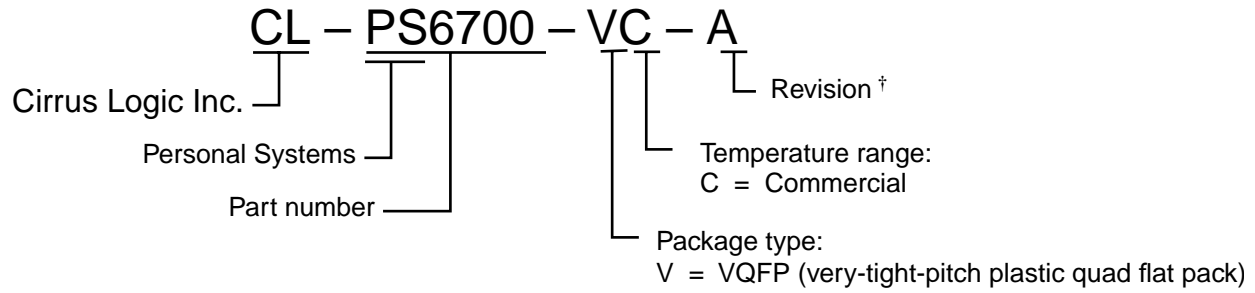 CL – PS6700 – VC – A
Cirrus Logic Inc.
Revision †
Personal Systems
Temperature range:
C = Commercial
Part number
Package type:
V = VQFP (very-tight-pitch plastic quad flat pack)